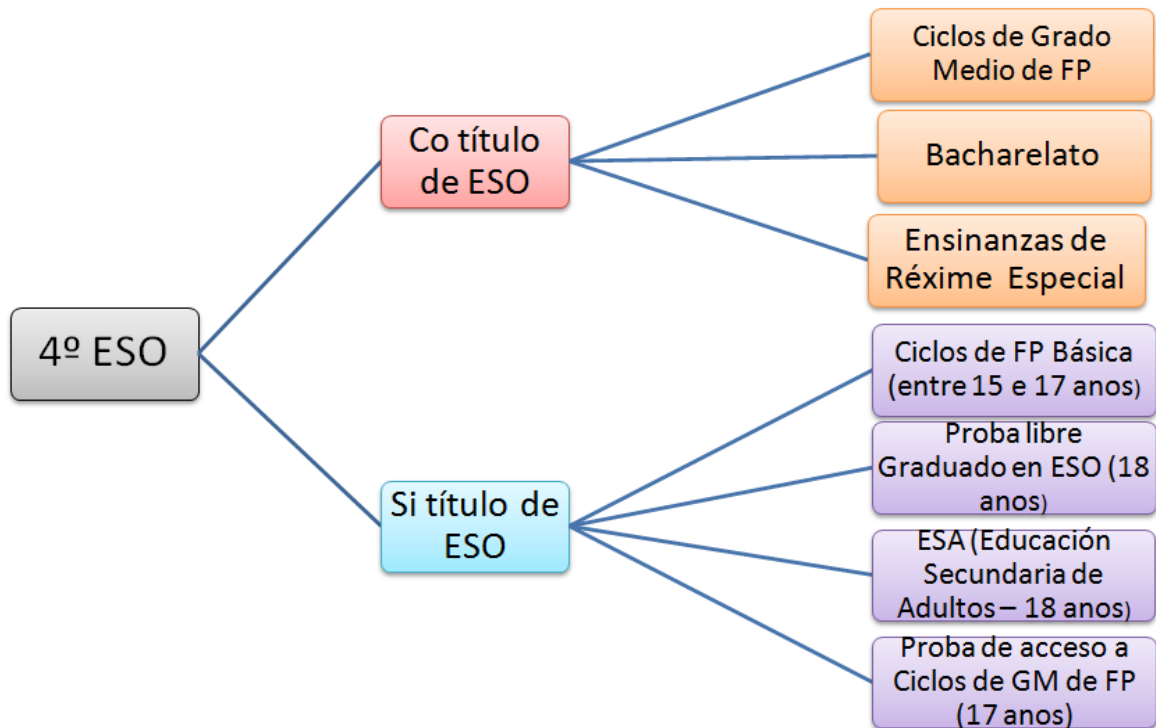 4º ESO
Co título
de ESO
Si título de
ESO
Ciclos de Grado
Medio de FP
Bacharelato
Ensinanzas de
Réxime Especial
Ciclos de FP Básica
(entre 15 e 17 anos)
Proba libre
Graduado en ESO (18
anos)
ESA (Educación
Secundaria de
Adultos – 18 anos)
Proba de acceso a
Ciclos de GM de FP
(17 anos)